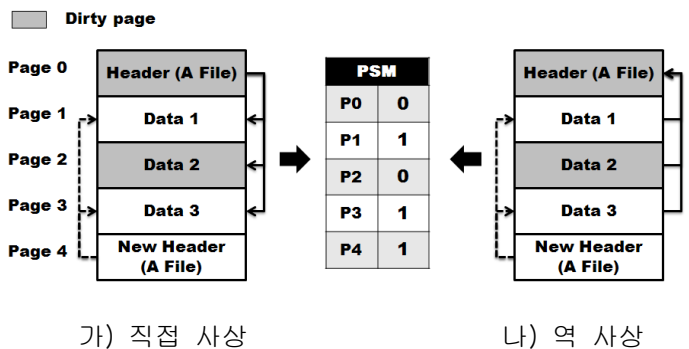 Dirty page
Page 0
Page 1
Page 2
Page 3
Page 4
Header (A File)
Data 1
Data 2
Data 3
New Header
(A File)
PSM
P0 0
P1 1
P2 0
P3 1
P4 1
Header (A File)
Data 1
Data 2
Data 3
New Header
(A File)
가) 직접 사상
나) 역 사상